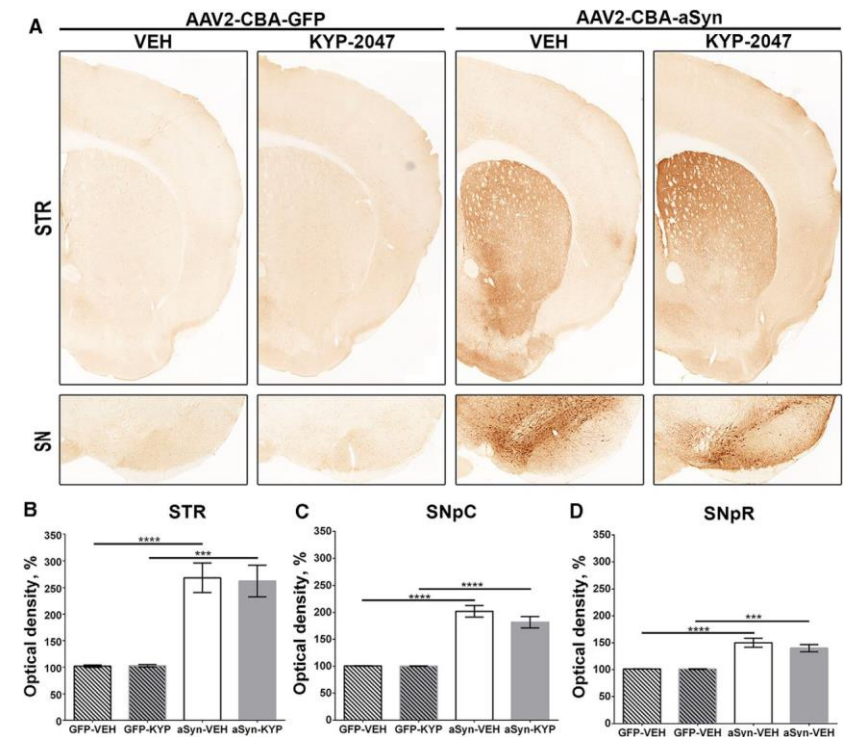 A
AAV2-CBA-GFP
AAV2-CBA-aSyn
VEH
KYP-2047
VEH
KYP-2047
STR
SN
B
STR
Optical density, %
350
300
250
200
150
100
50
0
****
***
GFP-VEH
GFP-KYP
aSyn-VEH
aSyn-KYP
C
SNpC
Optical density, %
350
300
250
200
150
100
50
0
****
****
GFP-VEH
GFP-KYP
aSyn-VEH
aSyn-KYP
D
SNpR
Optical density, %
350
300
250
200
150
100
50
0
***
****
GFP-VEH
GFP-VEH
aSyn-VEH
aSyn-VEH